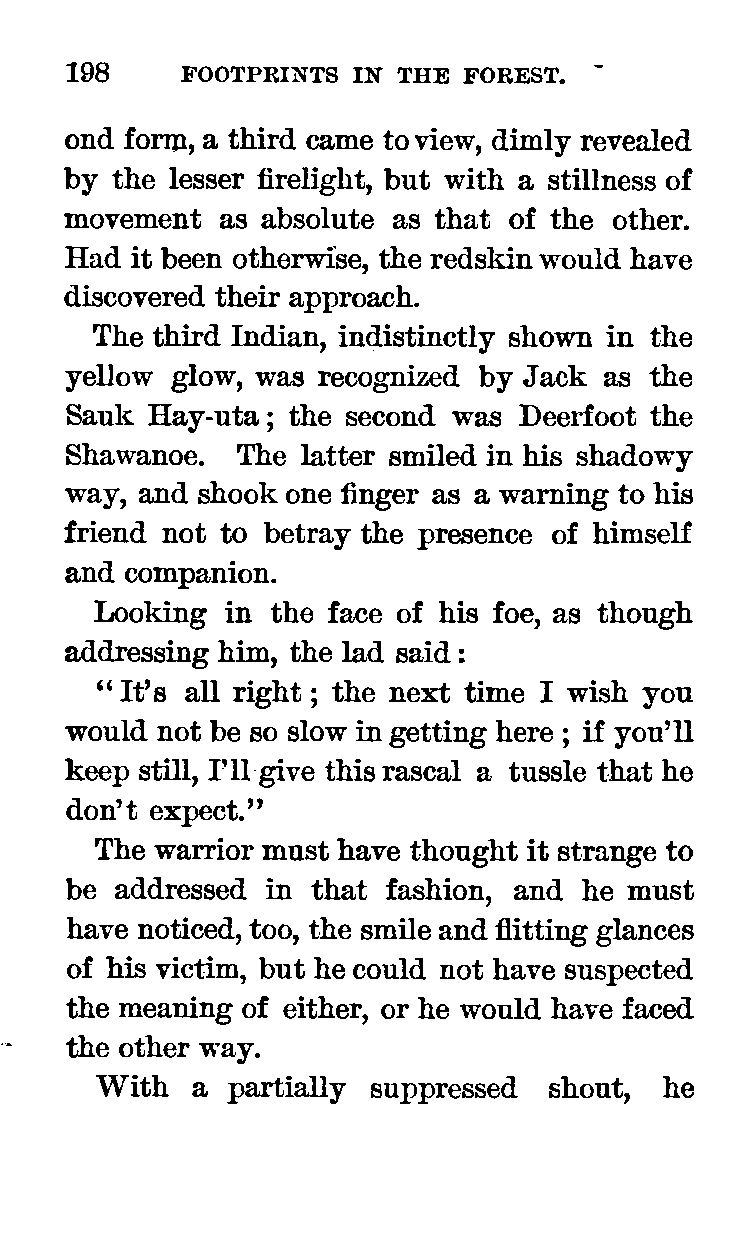 198 FOOTPRINTS IN THE FOREST.
ond form, a third came to view, dimly revealed
by the lesser firelight, but with a stillness of
movement as absolute as that of the other.
Had it been otherwise, the redskin would have
discovered their approach.
The third Indian, indistinctly shown in the
yellow glow, was recognized by Jack as the
Sauk Hay-uta; the second was Deerfoot the
Shawanoe. The latter smiled in his shadowy
way, and shook one finger as a warning to his
friend not to betray the presence of himself
and companion.
Looking in the face of his foe, as though
addressing him, the lad said:
"It's all right; the next time I wish you
would not be so slow in getting here; if you'll
keep still, I'll give this rascal a tussle that he
don't expect."
The warrior must have thought it strange to
be addressed in that fashion, and he must
have noticed, too, the smile and flitting glances
of his victim, but he could not have suspected
the meaning of either, or he would have faced
the other way.
With a partially suppressed shout, he